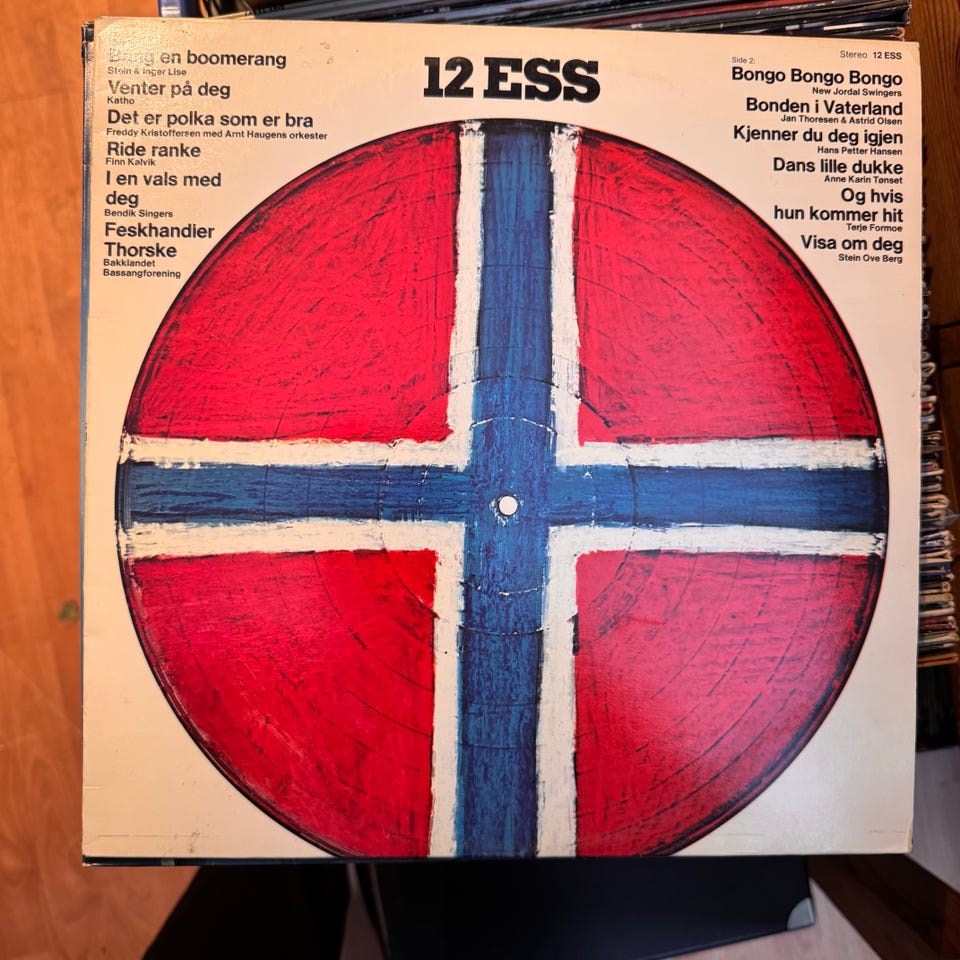 en boomerang
Stein & Inger Lise
Venter på deg
Katho
Det er polka som er bra
Freddy Kristoffersen med Arnt Haugens orkester
Ride ranke
Finn Kalvik
I en vals med
deg
Bendik Singers
Feskhandier
Thorske
Bakklandet
Bassangforening
12 ESS
Stereo 12 ESS
Side 2:
Bongo Bongo Bongo
New Jordal Swingers
Bonden i Vaterland
Jan Thoresen & Astrid Olsen
Kjenner du deg igjen
Hans Petter Hansen
Dans lille dukke
Anne Karin Tønset
Og hvis
hun kommer hit
Terje Formoe
Visa om deg
Stein Ove Berg